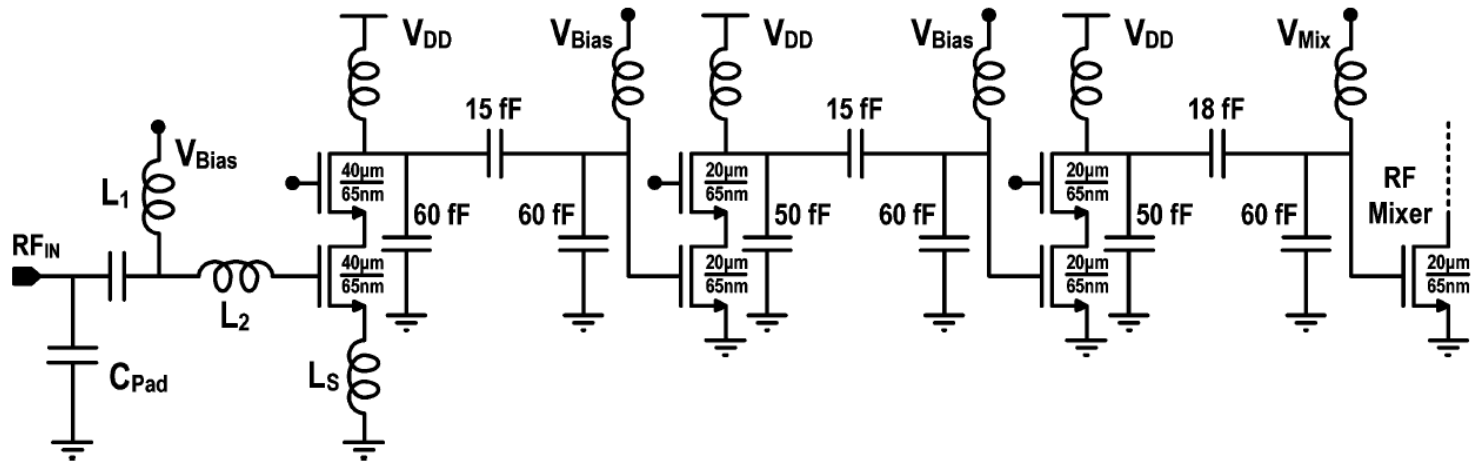 VDD
VBias
VDD
VBias
VDD
VMix
15 fF
15 fF
18 fF
VBias
L1
40µm
65nm
20µm
65nm
20µm
65nm
RF
Mixer
60 fF
60 fF
50 fF
60 fF
50 fF
60 fF
RFIN
L2
40µm
65nm
20µm
65nm
20µm
65nm
20µm
65nm
CPad
LS